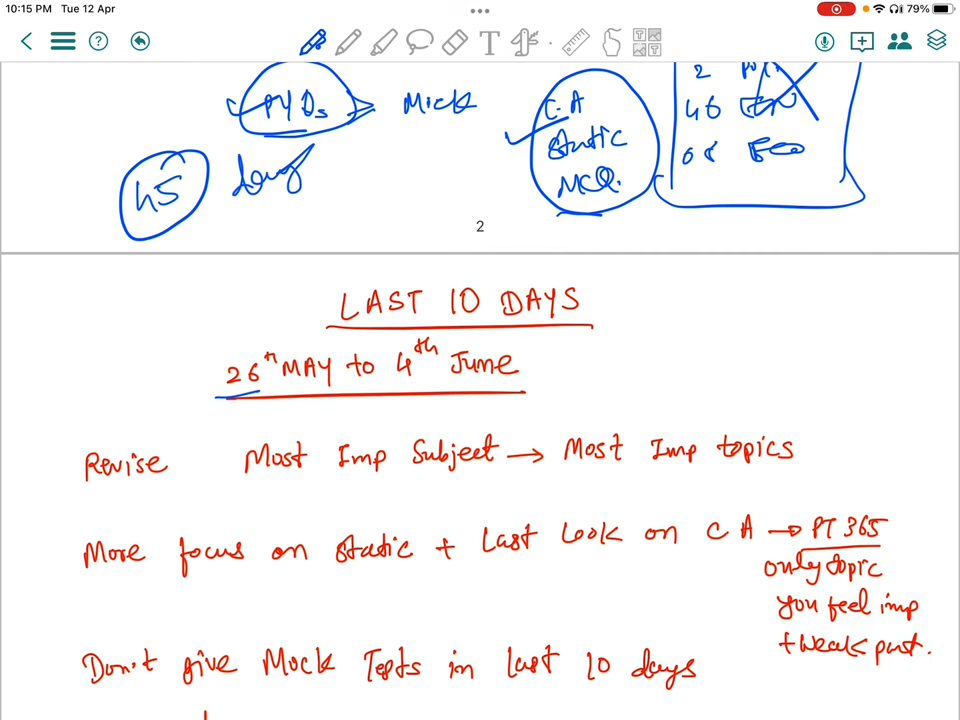 10:15 PM Tue 12 Apr 79%
T
PYQs Mock
C.A
Static
MCQ.
45 days
2
46
08 Eco
2
LAST 10 DAYS
26th MAY to 4th June
Revise Most Imp Subject → Most Imp topics
More focus on static + Last Look on C A → PT 365
only topic
you feel imp
+ weak part.
Don't give Mock Tests in last 10 days